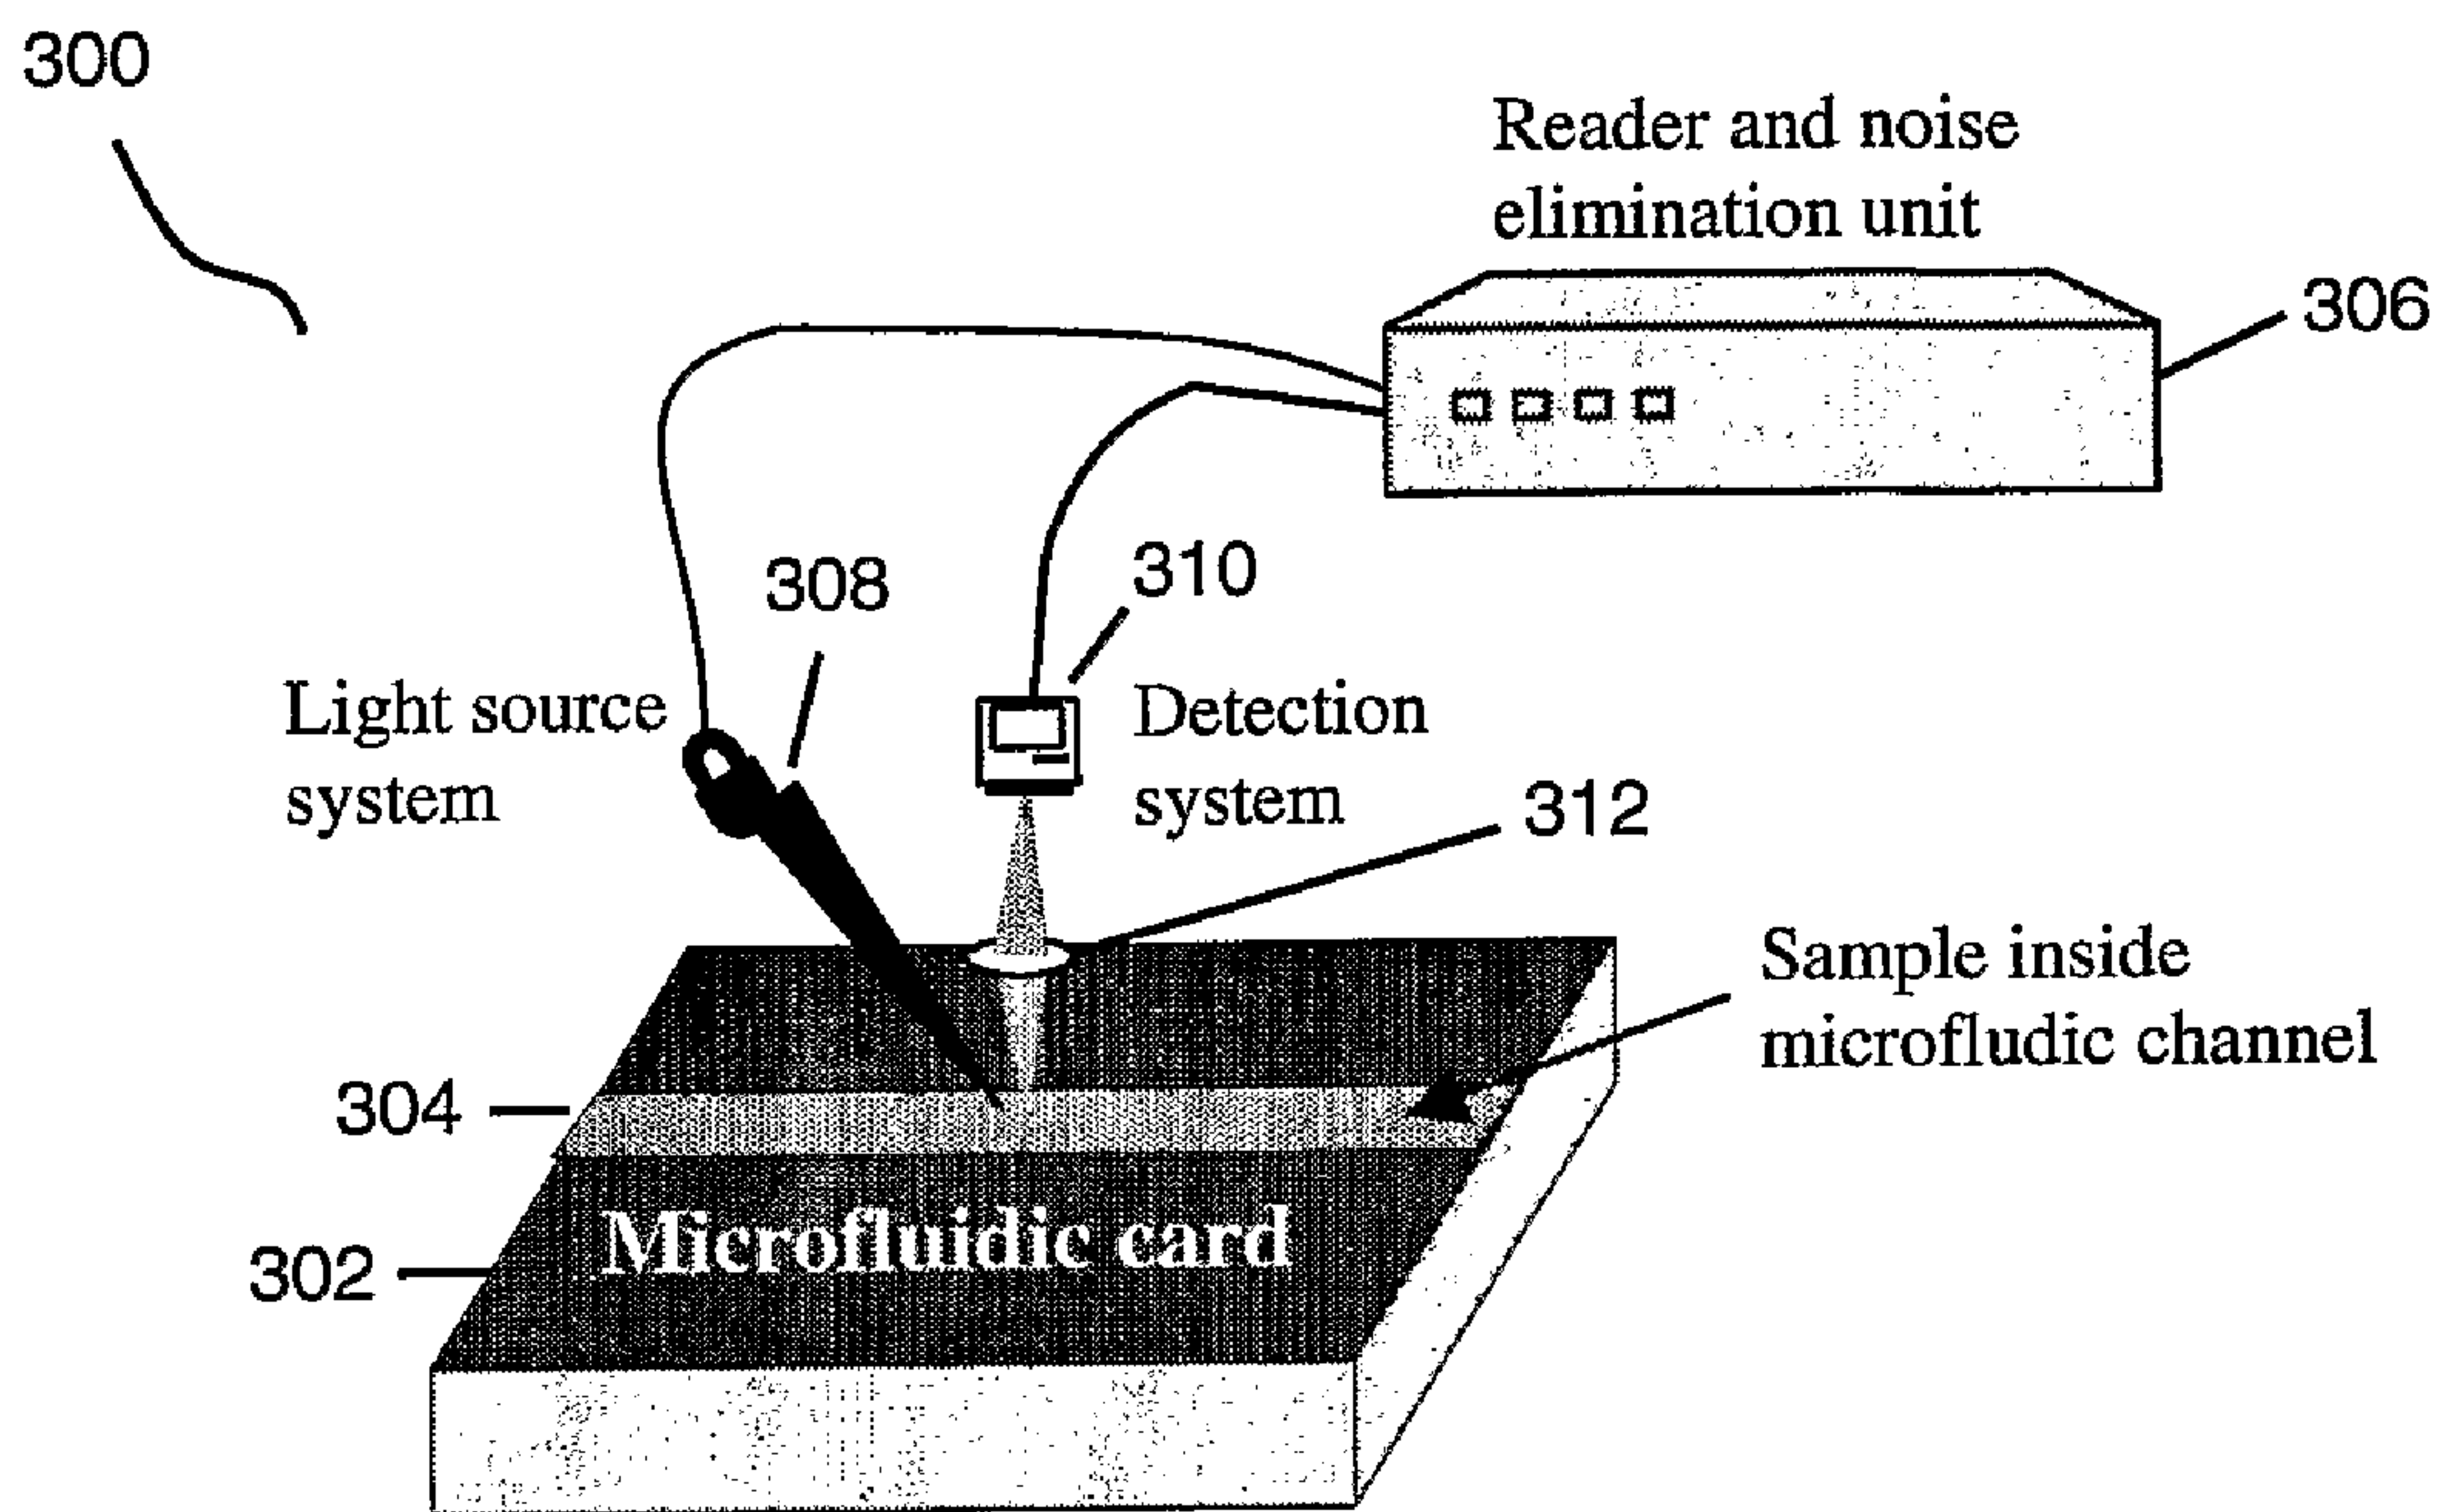 300
Reader and noise
elimination unit
306
308
310
Light source
system
Detection
system
312
Sample inside
microfludic channel
304
Microfluidic card
302